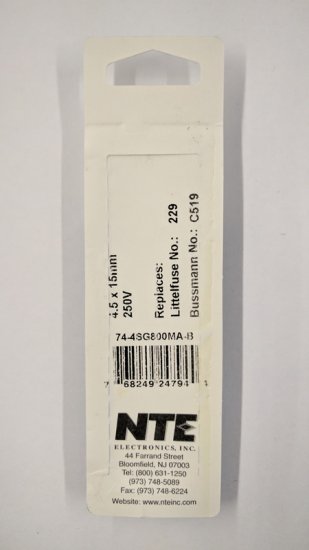 4.5 x 15mm
250V
Replaces:
Littelfuse No.: 229
Bussmann No.: C519
74-4SG800MA-B
7 68249 24794 4
NTE
ELECTRONICS, INC.
44 Farrand Street
Bloomfield, NJ 07003
Tel: (800) 631-1250
(973) 748-5089
Fax: (973) 748-6224
Website: www.nteinc.com